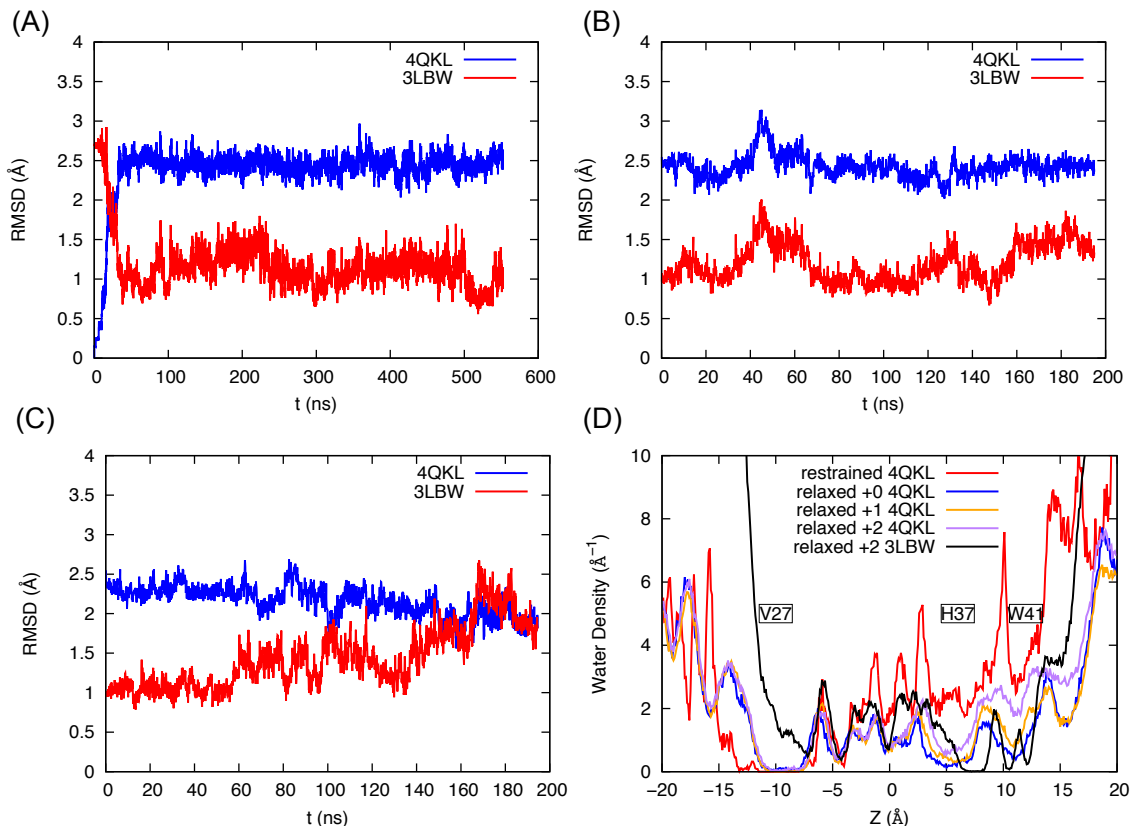 (A)
4
3.5
3
2.5
2
1.5
1
0.5
0
RMSD (Å)
4QKL
3LBW
0 100 200 300 400 500 600
t (ns)
(B)
4
3.5
3
2.5
2
1.5
1
0.5
0
RMSD (Å)
4QKL
3LBW
0 20 40 60 80 100 120 140 160 180 200
t (ns)
(C)
4
3.5
3
2.5
2
1.5
1
0.5
0
RMSD (Å)
4QKL
3LBW
0 20 40 60 80 100 120 140 160 180 200
t (ns)
(D)
10
8
6
4
2
0
Water Density (Å⁻¹)
restrained 4QKL
relaxed +0 4QKL
relaxed +1 4QKL
relaxed +2 4QKL
relaxed +2 3LBW
V27 H37 W41
−20 −15 −10 −5 0 5 10 15 20
Z (Å)